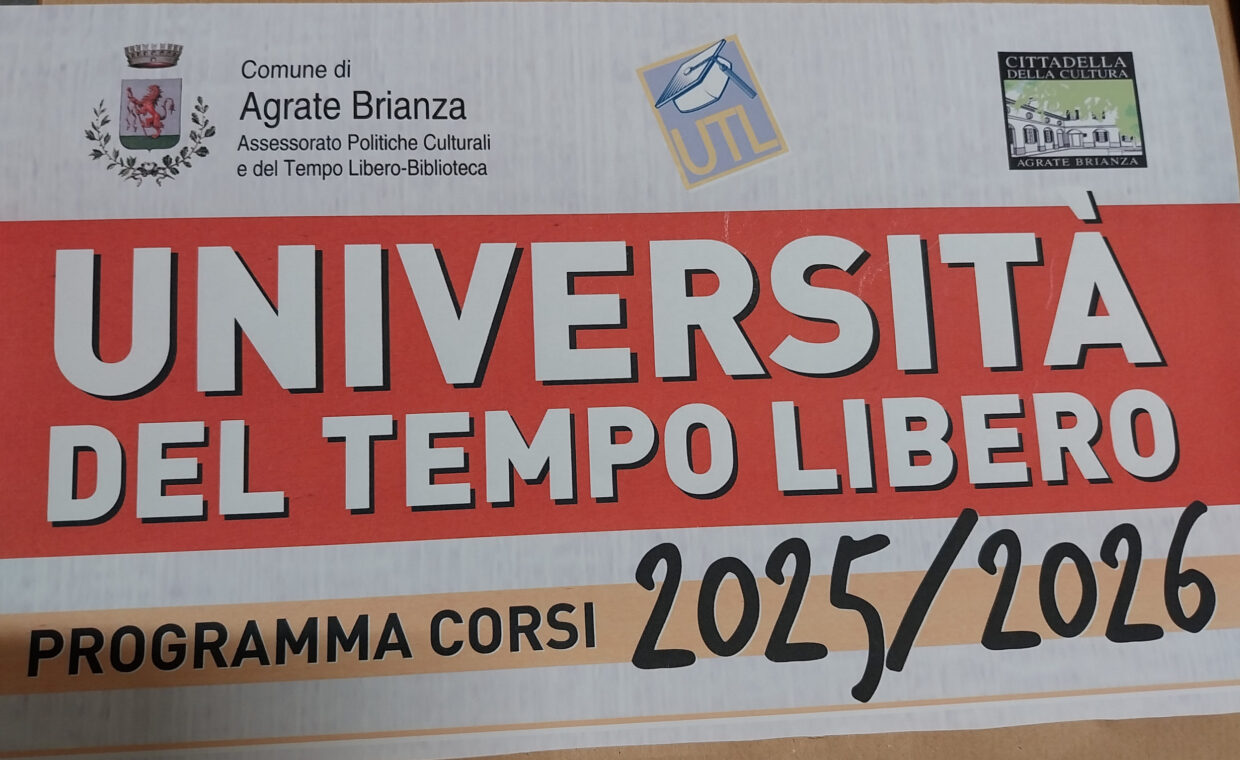 Comune di
Agrate Brianza
Assessorato Politiche Culturali
e del Tempo Libero-Biblioteca
UTL
CITTADELLA
DELLA CULTURA
AGRATE BRIANZA
UNIVERSITÀ
DEL TEMPO LIBERO
PROGRAMMA CORSI 2025/2026